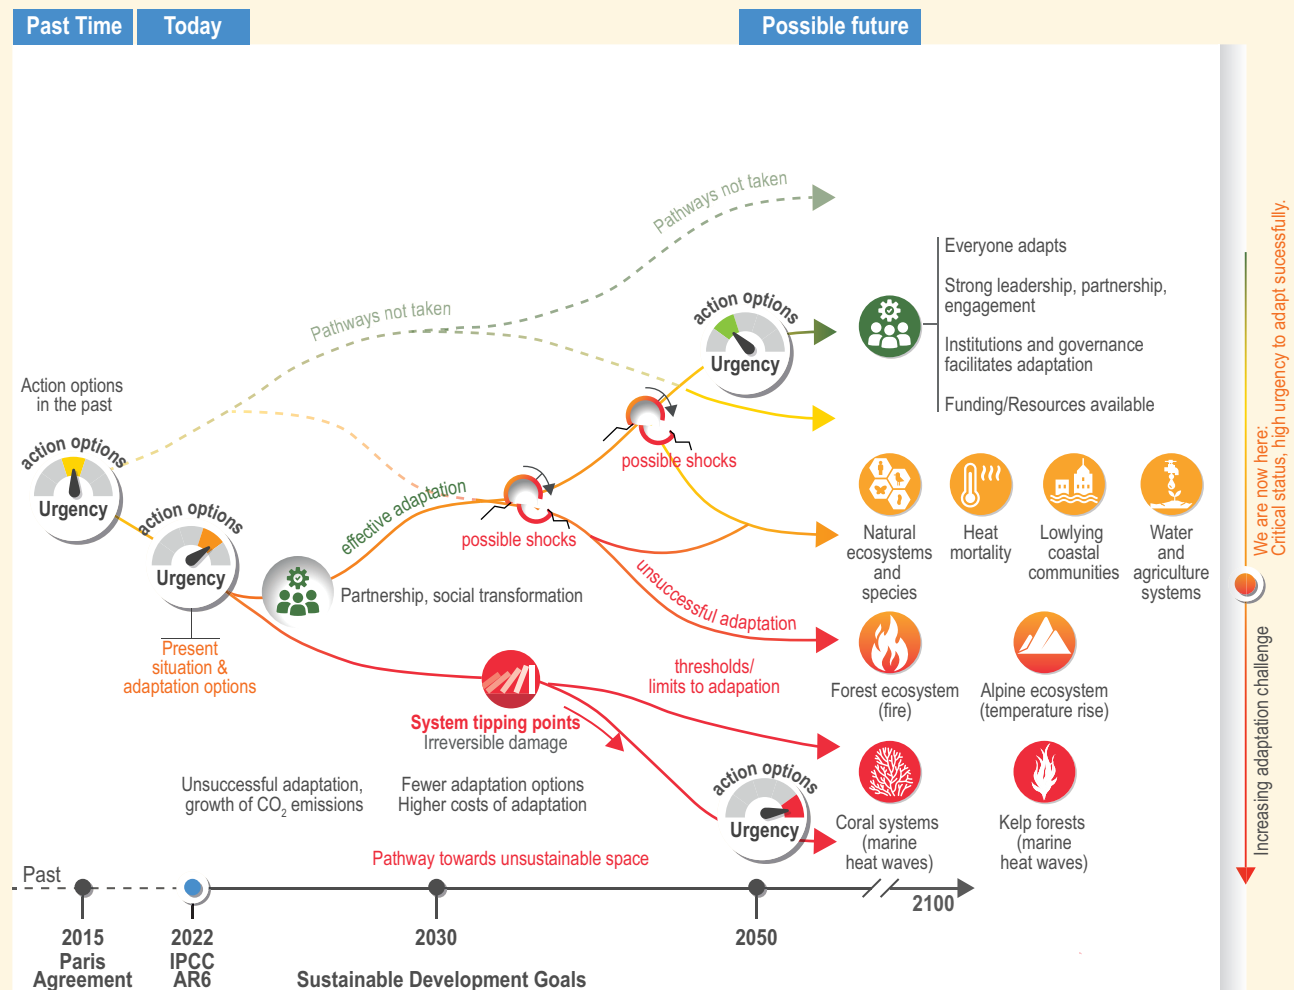 Past Time
Today
Possible future
Pathways not taken
Pathways not taken
Action options
in the past
action options
Urgency
action options
Urgency
Present
situation &
adaptation options
effective adaptation
Partnership, social transformation
possible shocks
possible shocks
action options
Urgency
Everyone adapts
Strong leadership, partnership,
engagement
Institutions and governance
facilitates adaptation
Funding/Resources available
Natural
ecosystems
and
species
Heat
mortality
Lowlying
coastal
communities
Water
and
agriculture
systems
unsuccessful adaptation
thresholds/
limits to adapation
Forest ecosystem
(fire)
Alpine ecosystem
(temperature rise)
System tipping points
Irreversible damage
Unsuccessful adaptation,
growth of CO2 emissions
Fewer adaptation options
Higher costs of adaptation
action options
Urgency
Coral systems
(marine
heat waves)
Kelp forests
(marine
heat waves)
Pathway towards unsustainable space
Past
2015
Paris
Agreement
2022
IPCC
AR6
2030
2050
2100
Sustainable Development Goals
We are now here:
Critical status, high urgency to adapt sucessfully.
Increasing adaptation challenge